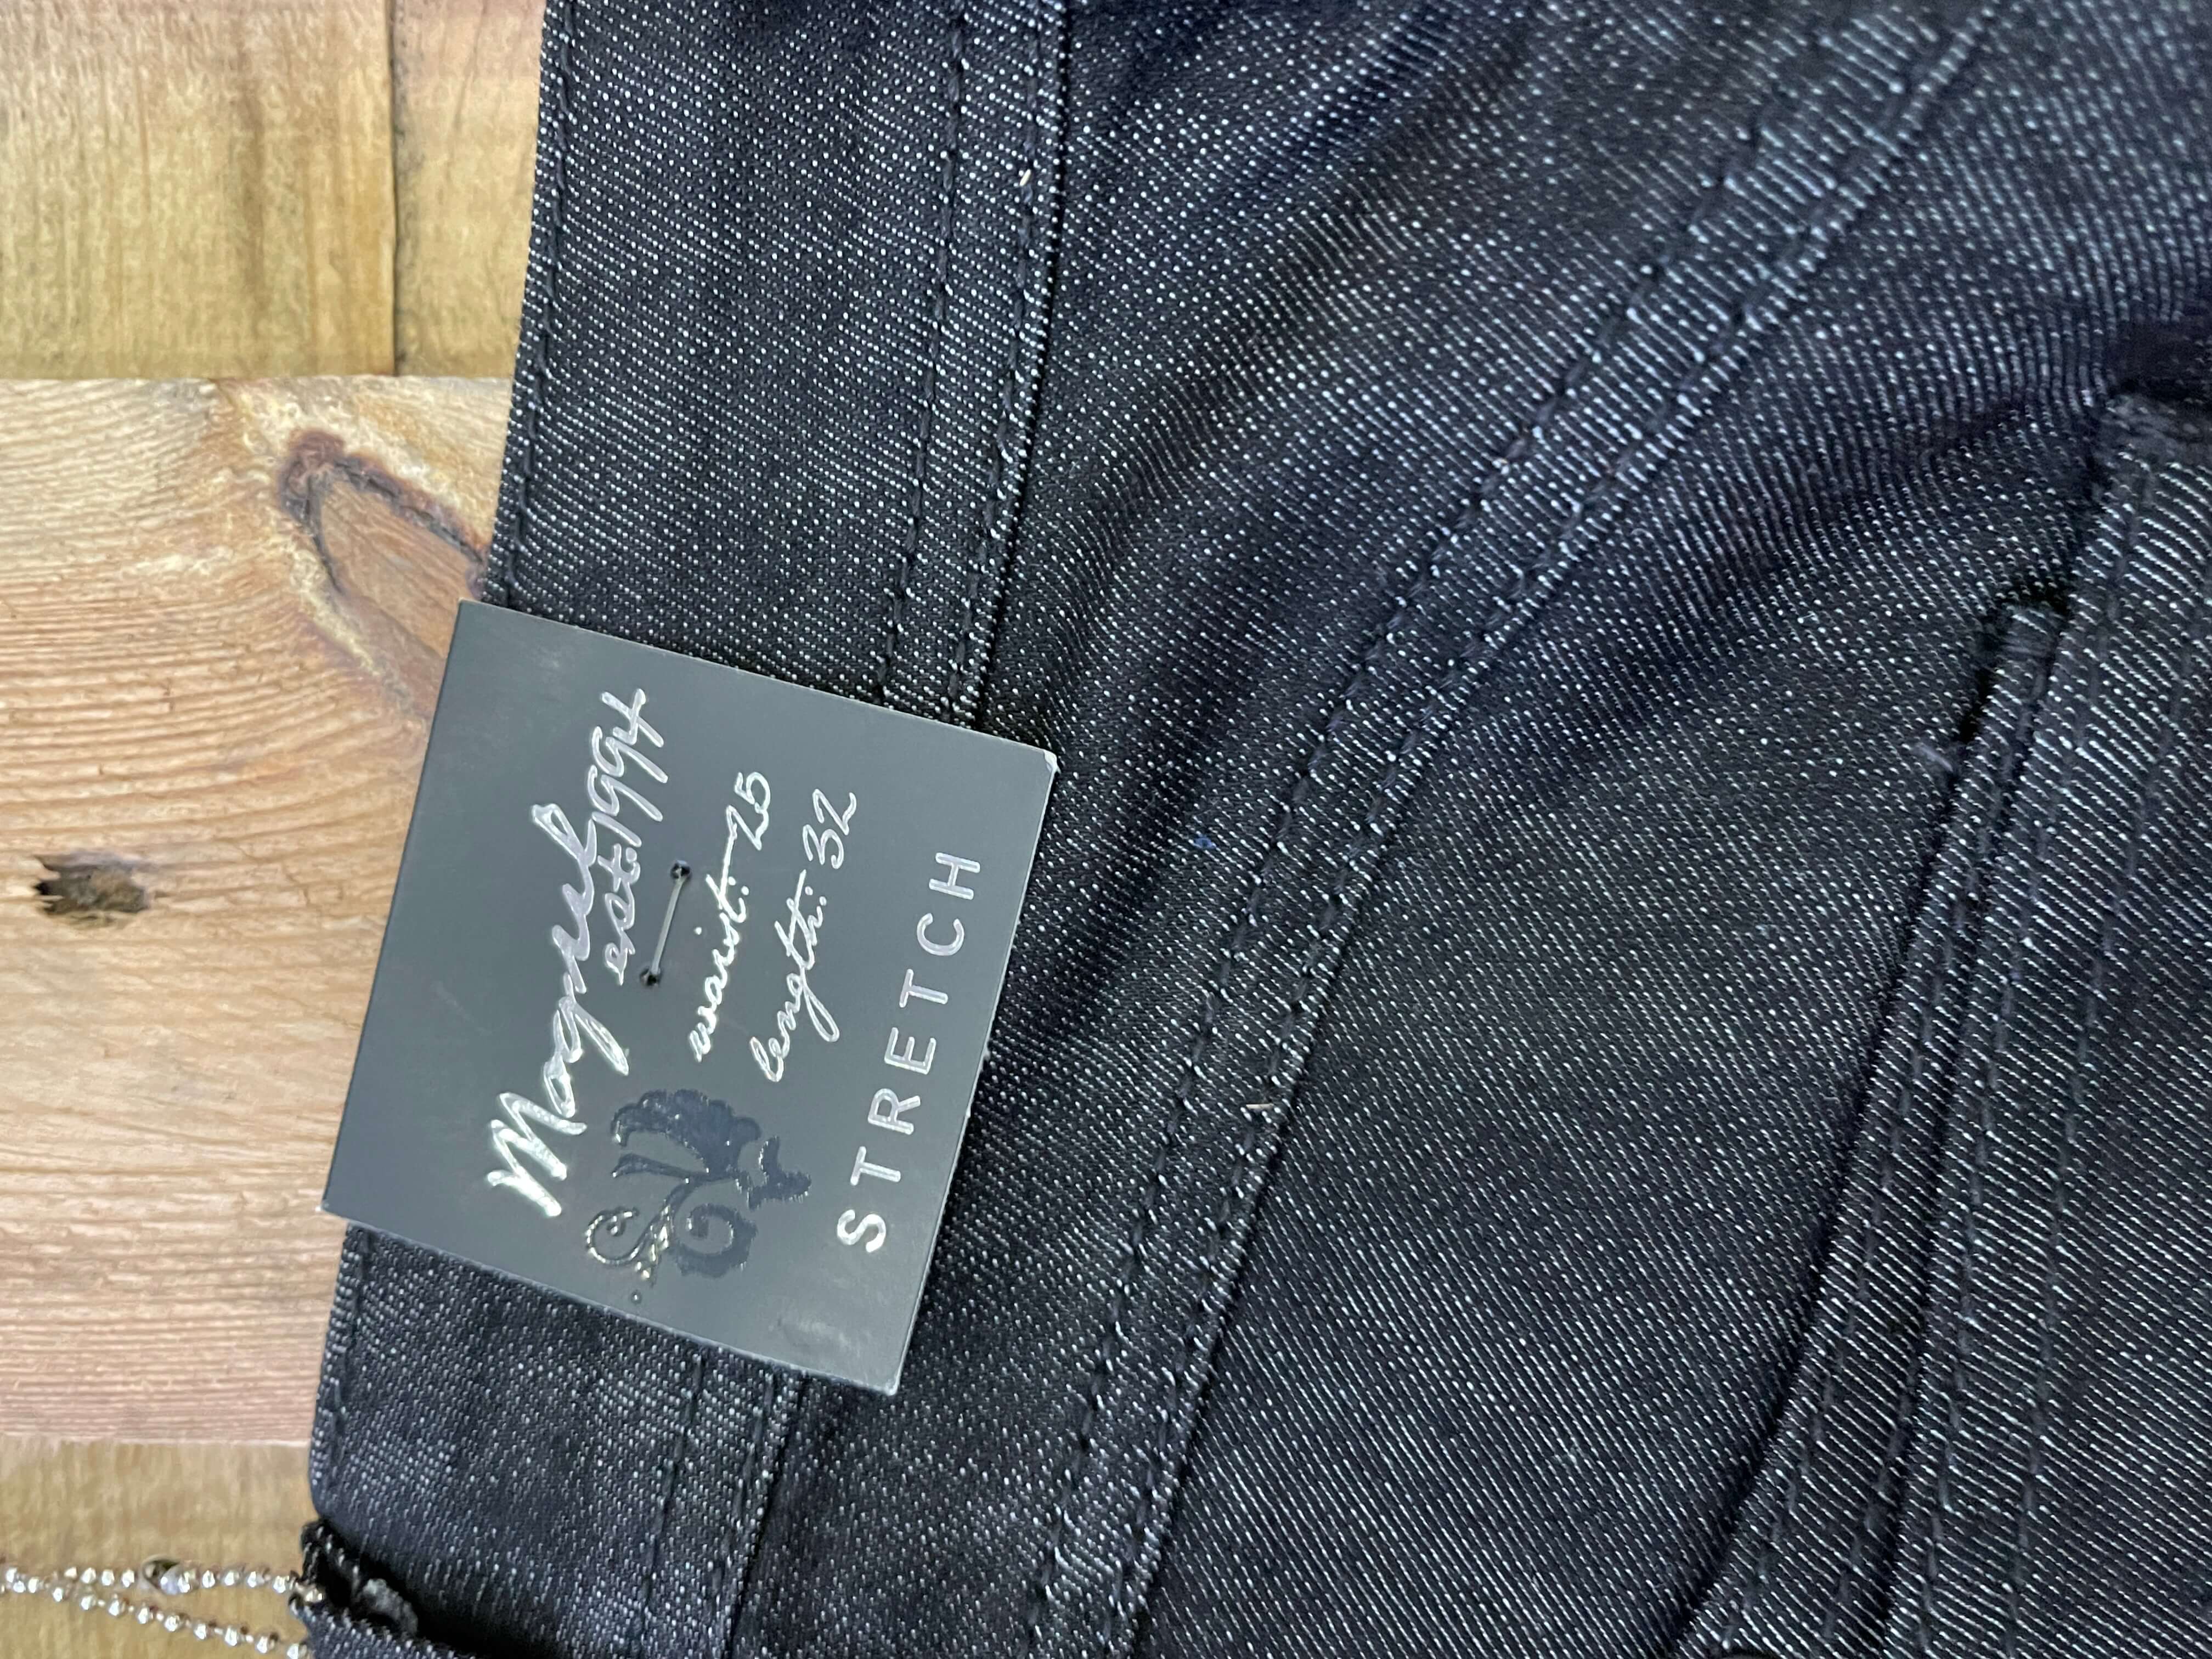 Mogul
est. 1994
waist: 25
length: 32
STRETCH